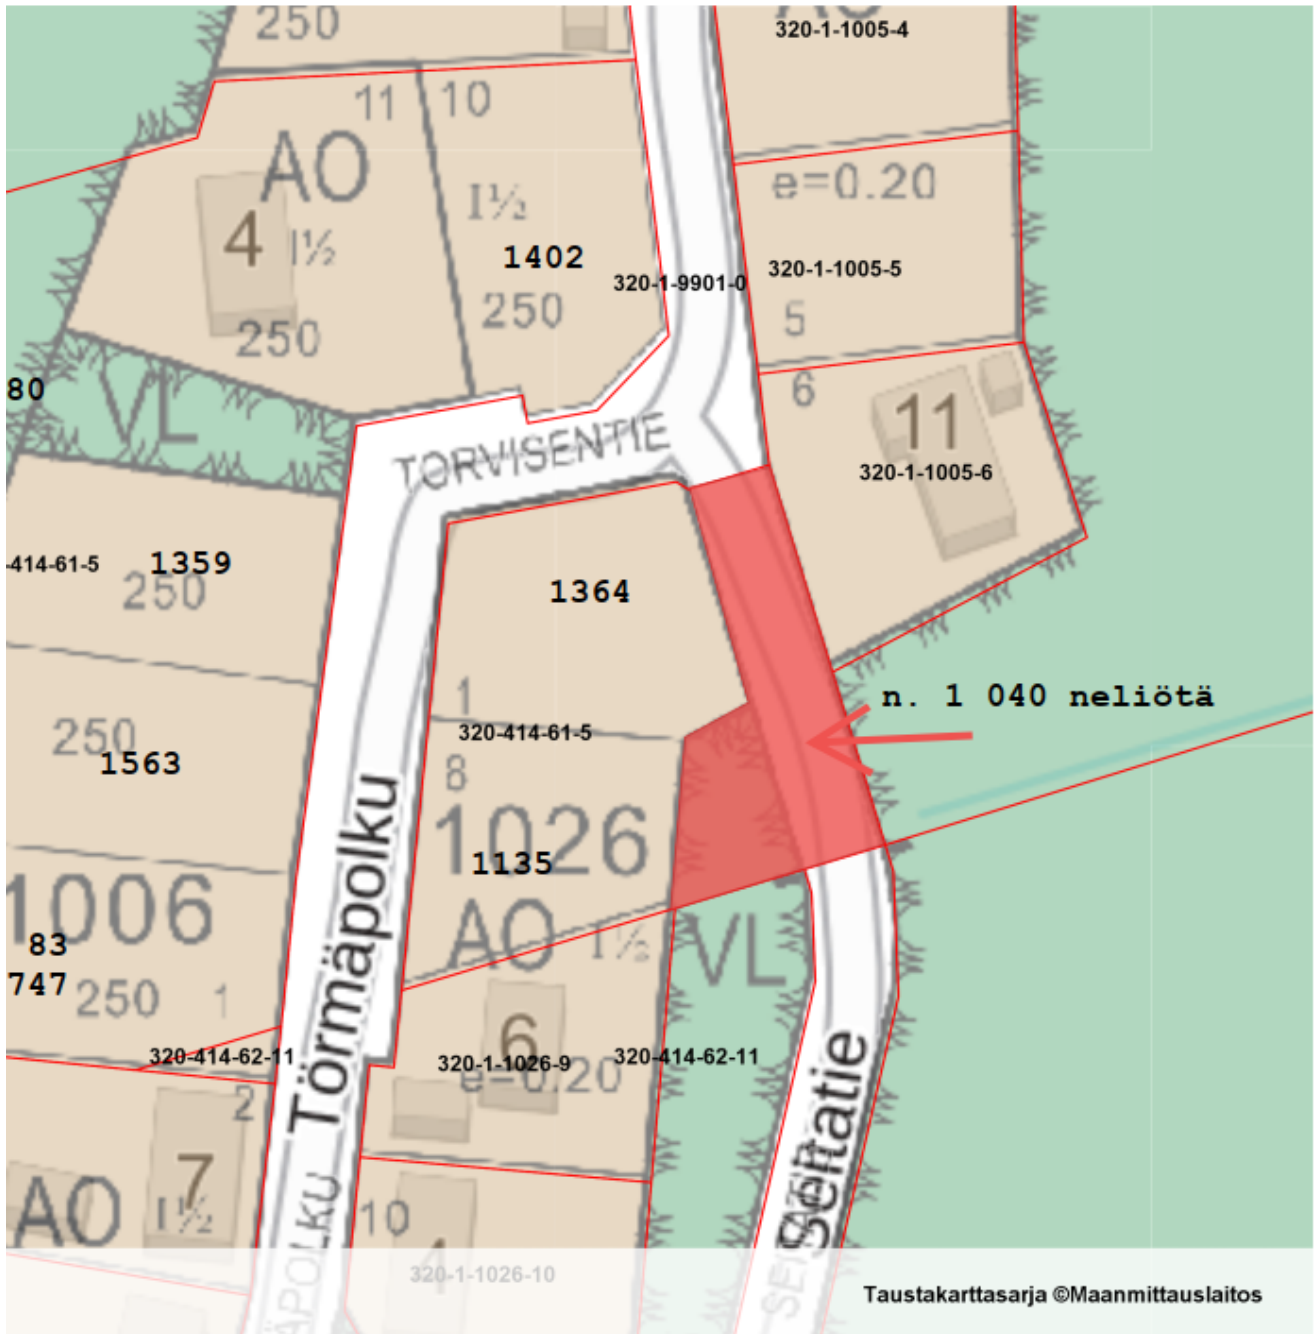 250
AO
320-1-1005-4
11
10
AO
e=0.20
4
I½
I½
1402
320-1-1005-5
320-1-9901-0
250
5
250
80
VL
6
11
TORVISENTIE
320-1-1005-6
-414-61-5
1359
250
1364
1
n. 1 040 neliötä
250
320-414-61-5
1563
8
1026
1135
Törmäpolku
1006
AO
I½
VL
83
747
250
1
6
320-414-62-11
320-1-1026-9
320-414-62-11
e=0.20
2
Seitatie
7
AO
I½
10
4
320-1-1026-10
ÄPOLKU
SEITATIE
Taustakarttasarja ©Maanmittauslaitos